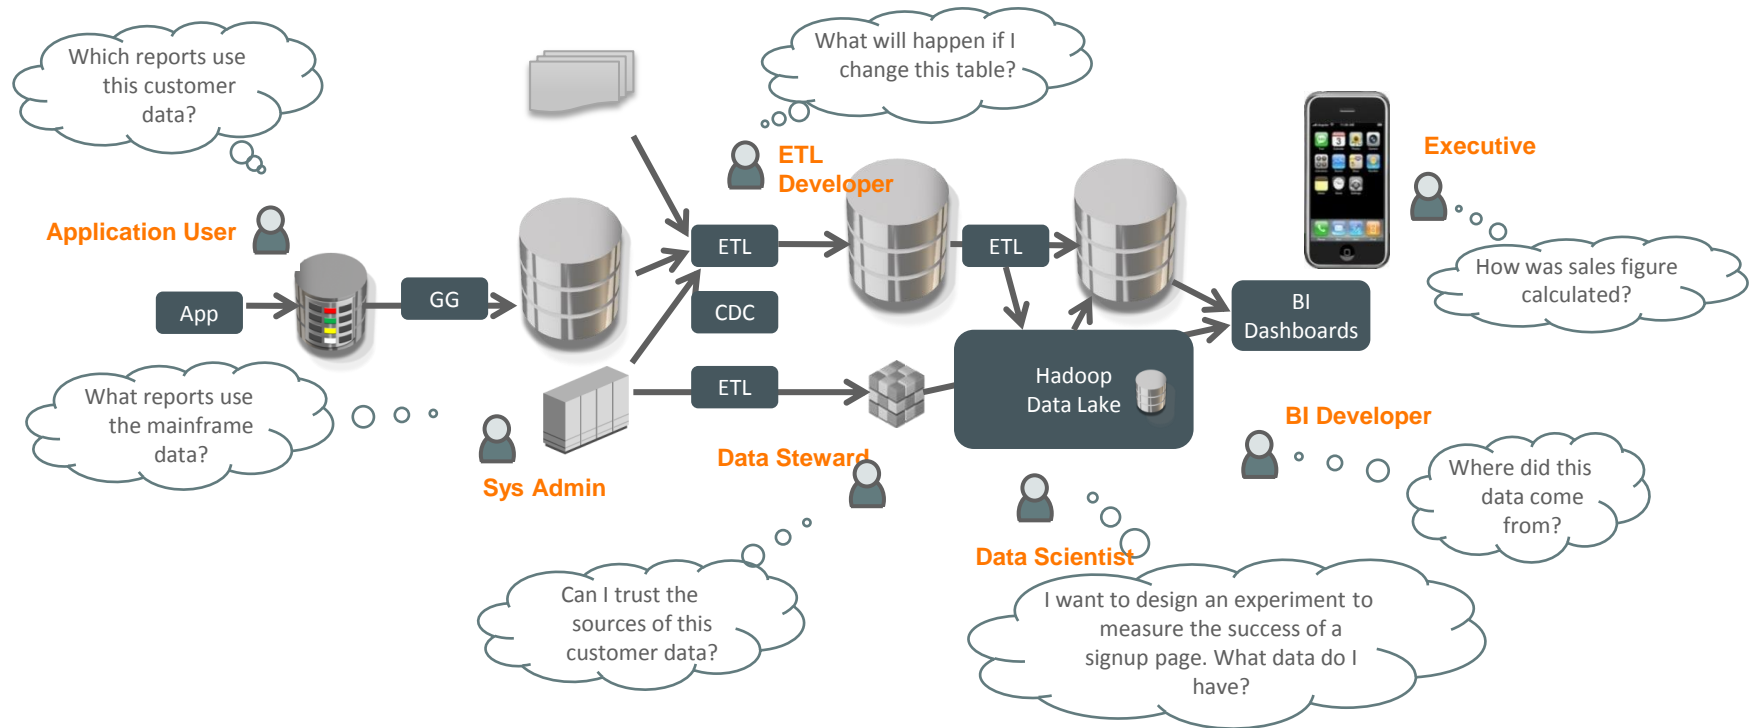 Which reports use
this customer
data?
What will happen if I
change this table?
ETL
Developer
Executive
Application User
App
GG
ETL
CDC
ETL
ETL
BI
Dashboards
How was sales figure
calculated?
Hadoop
Data Lake
What reports use
the mainframe
data?
Sys Admin
Data Steward
BI Developer
Where did this
data come
from?
Data Scientist
Can I trust the
sources of this
customer data?
I want to design an experiment to
measure the success of a
signup page. What data do I
have?